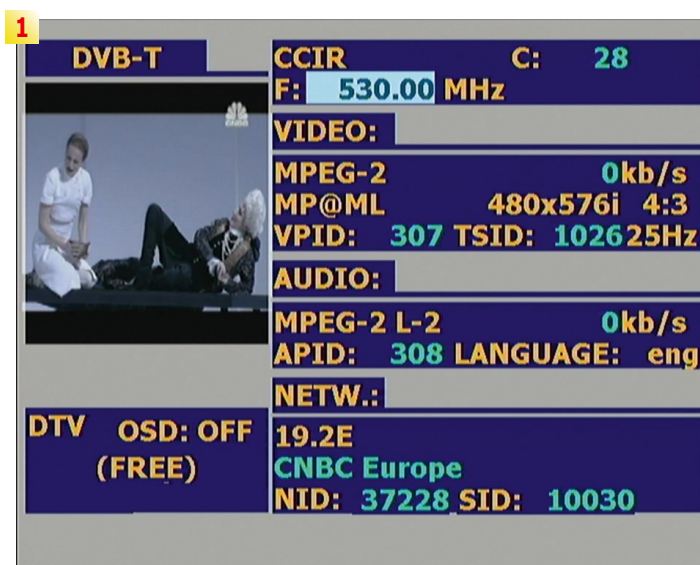 1
DVB-T
CCIR C: 28
F: 530.00 MHz
VIDEO:
MPEG-2 0kb/s
MP@ML 480x576i 4:3
VPID: 307 TSID: 1026 25Hz
AUDIO:
MPEG-2 L-2 0kb/s
APID: 308 LANGUAGE: eng
NETW.:
DTV OSD: OFF
(FREE)
19.2E
CNBC Europe
NID: 37228 SID: 10030
CNBC